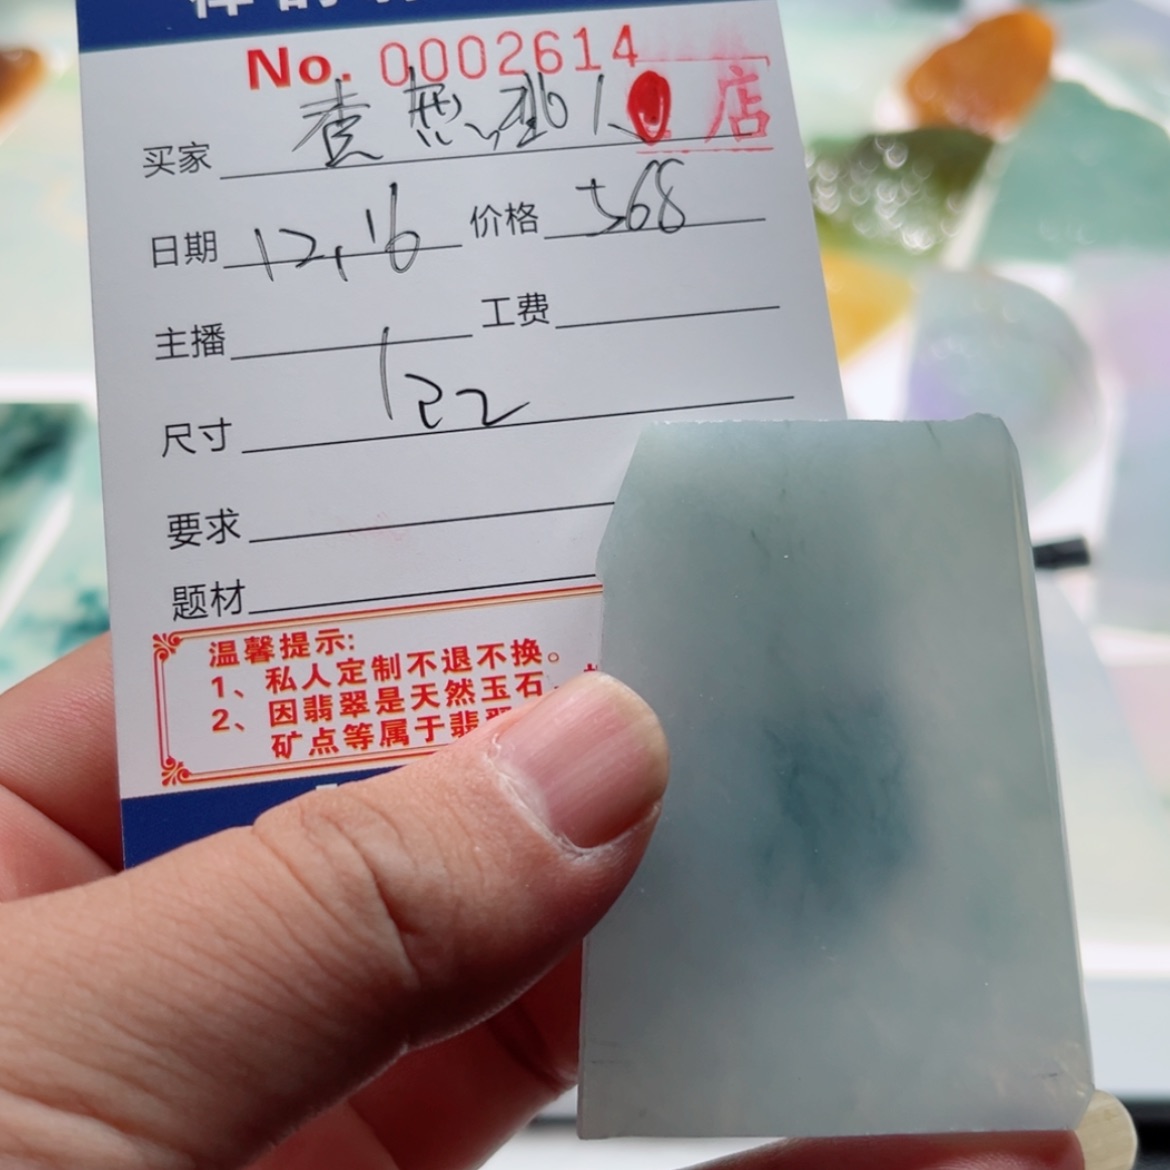 No. 0002614
店
买家
日期 12.16 价格 568
主播 工费
尺寸 122
要求
题材
温馨提示:
1、私人定制不退不换。
2、因翡翠是天然玉石，
矿点等属于翡翠